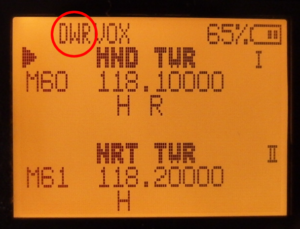 DWR VOX 65%
HND TWR I
M60 118.10000
H R
NRT TWR II
M61 118.20000
H